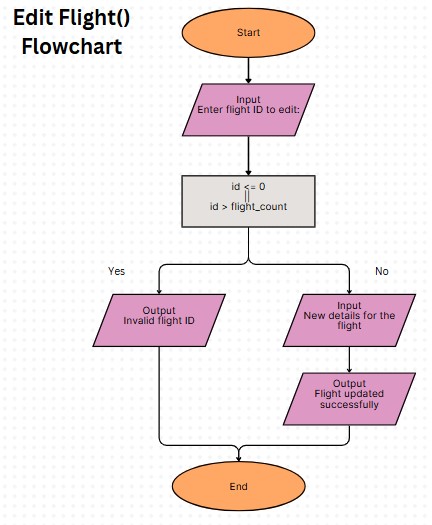 Edit Flight()
Flowchart
Start
Input
Enter flight ID to edit:
id <= 0
||
id > flight_count
Yes
No
Output
Invalid flight ID
Input
New details for the
flight
Output
Flight updated
successfully
End